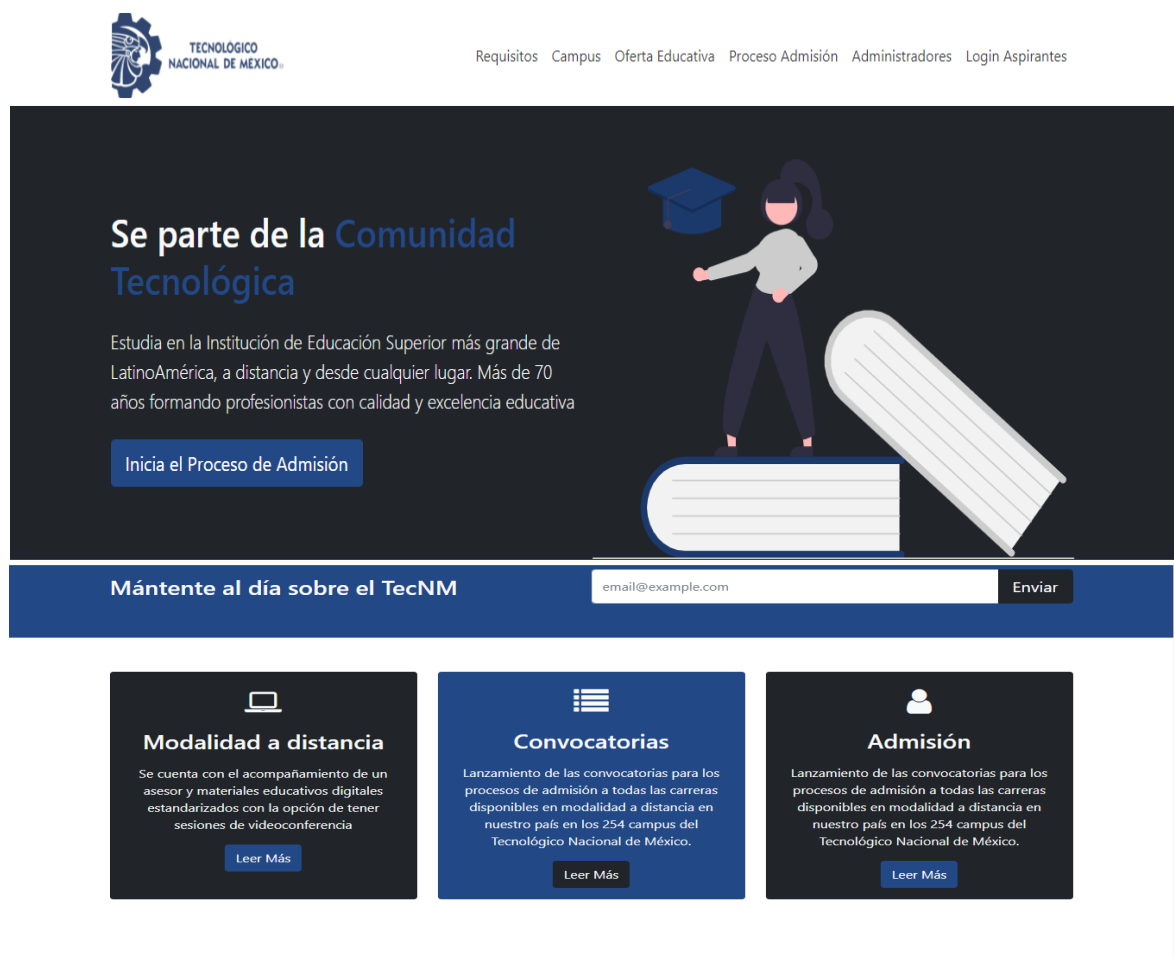 TECNOLÓGICO
NACIONAL DE MÉXICO®
Requisitos Campus Oferta Educativa Proceso Admisión Administradores Login Aspirantes
Se parte de la Comunidad
Tecnológica
Estudia en la Institución de Educación Superior más grande de
LatinoAmérica, a distancia y desde cualquier lugar. Más de 70
años formando profesionistas con calidad y excelencia educativa
Inicia el Proceso de Admisión
Mántente al día sobre el TecNM
email@example.com
Enviar
Modalidad a distancia
Se cuenta con el acompañamiento de un
asesor y materiales educativos digitales
estandarizados con la opción de tener
sesiones de videoconferencia
Leer Más
Convocatorias
Lanzamiento de las convocatorias para los
procesos de admisión a todas las carreras
disponibles en modalidad a distancia en
nuestro país en los 254 campus del
Tecnológico Nacional de México.
Leer Más
Admisión
Lanzamiento de las convocatorias para los
procesos de admisión a todas las carreras
disponibles en modalidad a distancia en
nuestro país en los 254 campus del
Tecnológico Nacional de México.
Leer Más